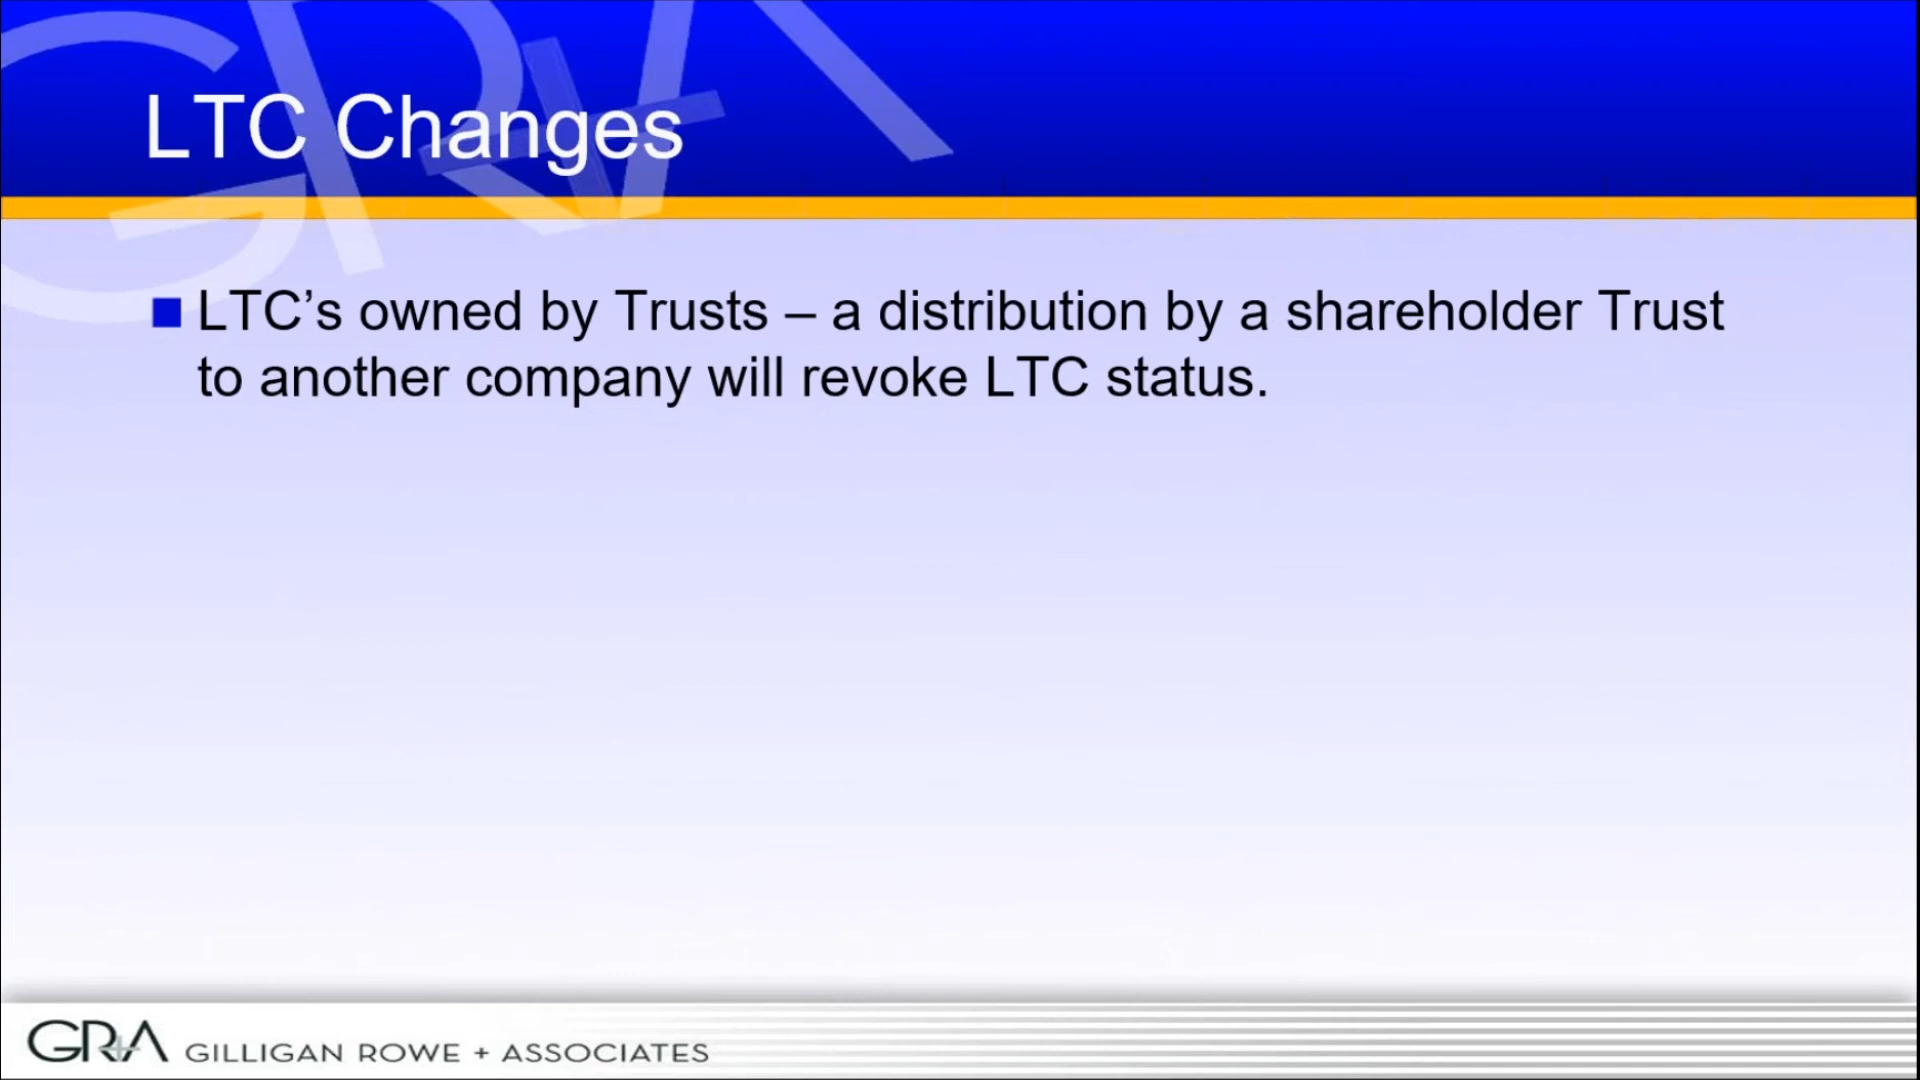 LTC Changes
LTC’s owned by Trusts – a distribution by a shareholder Trust
to another company will revoke LTC status.
GRA GILLIGAN ROWE + ASSOCIATES